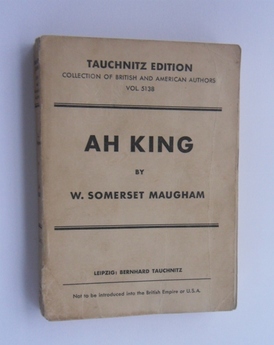 TAUCHNITZ EDITION
COLLECTION OF BRITISH AND AMERICAN AUTHORS
VOL. 5138
AH KING
BY
W. SOMERSET MAUGHAM
LEIPZIG: BERNHARD TAUCHNITZ
Not to be introduced into the British Empire or U.S.A.